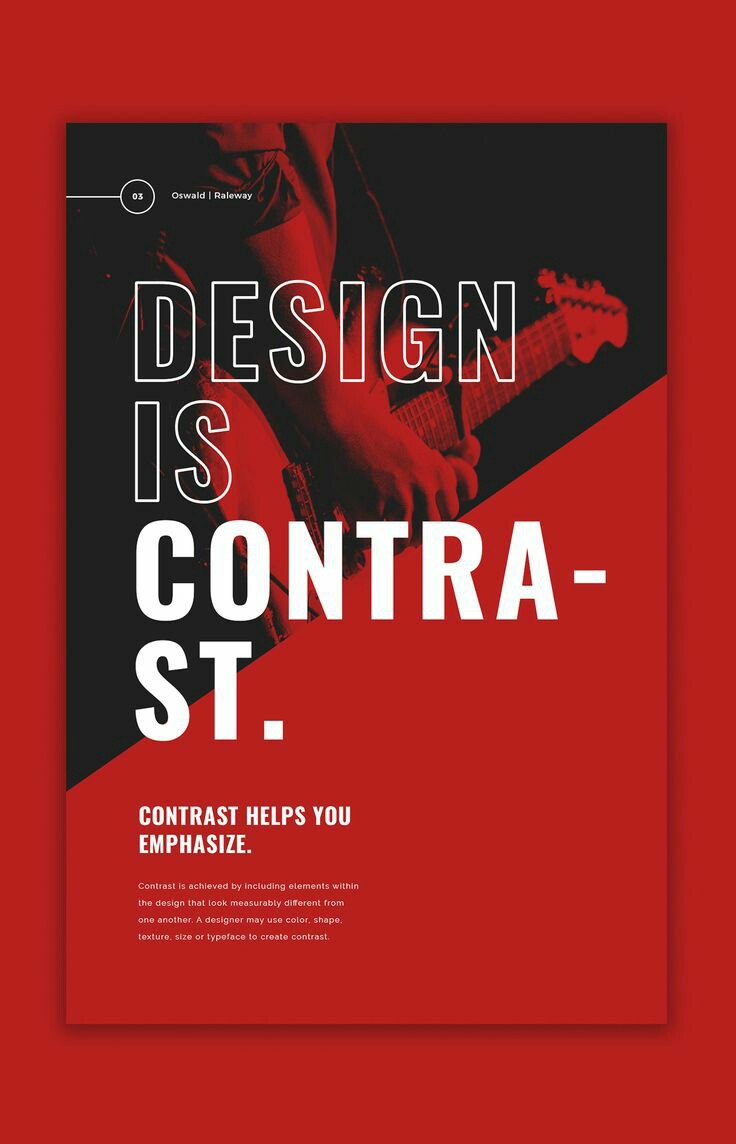 03
Oswald | Raleway
DESIGN
IS
CONTRA-
ST.
CONTRAST HELPS YOU
EMPHASIZE.
Contrast is achieved by including elements within
the design that look measurably different from
one another. A designer may use color, shape,
texture, size or typeface to create contrast.